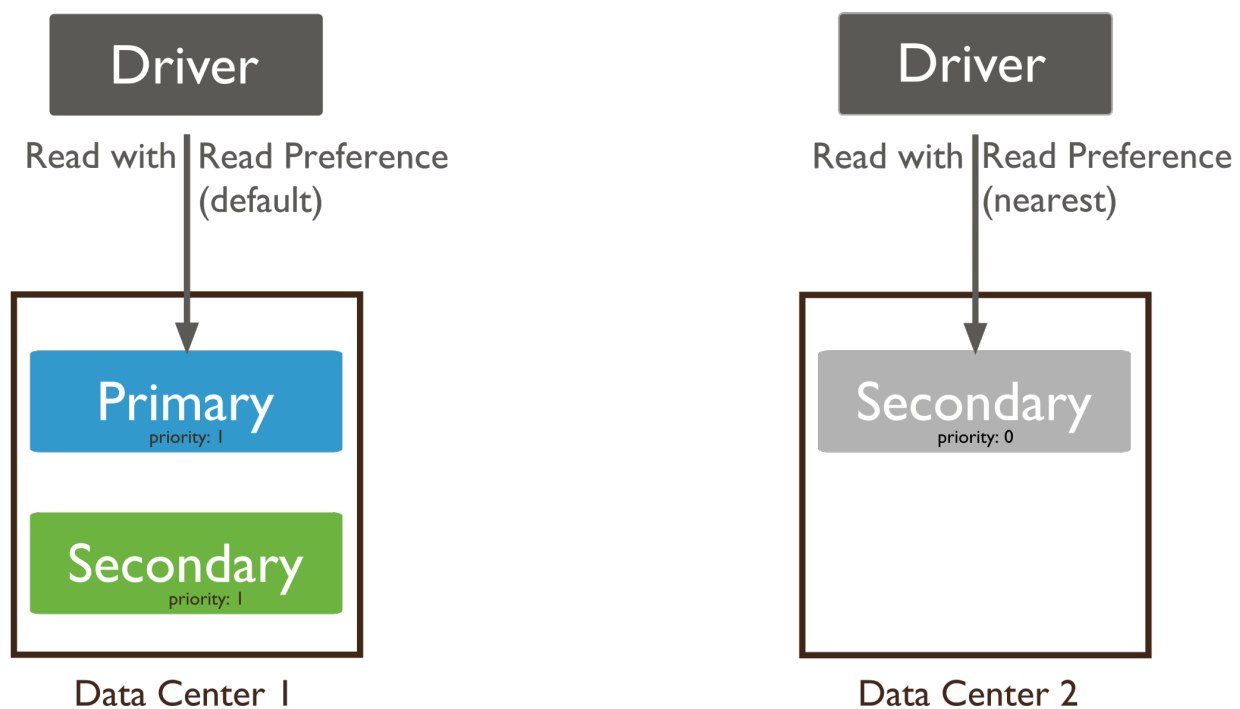 Driver
Read with Read Preference
(default)
Primary
priority: 1
Secondary
priority: 1
Data Center 1
Driver
Read with Read Preference
(nearest)
Secondary
priority: 0
Data Center 2